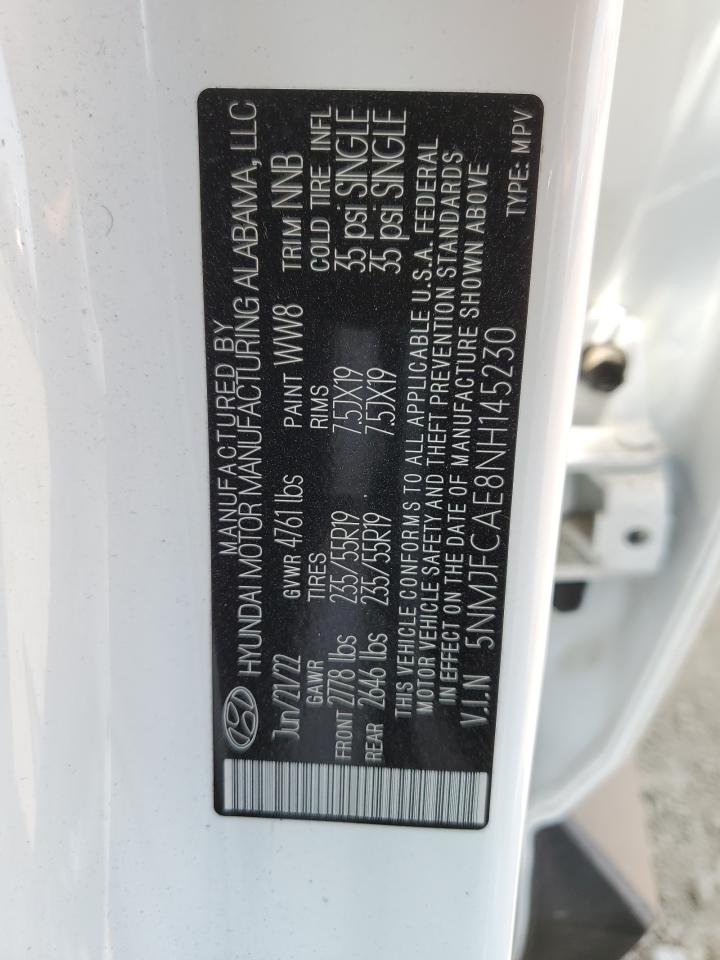 MANUFACTURED BY
HYUNDAI MOTOR MANUFACTURING ALABAMA, LLC
Jun/21/22 GVWR 4761 lbs PAINT WW8 TRIM NNB
GAWR TIRES RIMS COLD TIRE INFL
FRONT 2778 lbs 235/55R19 7.5JX19 35 psi SINGLE
REAR 2646 lbs 235/55R19 7.5JX19 35 psi SINGLE
THIS VEHICLE CONFORMS TO ALL APPLICABLE U.S.A. FEDERAL
MOTOR VEHICLE SAFETY AND THEFT PREVENTION STANDARDS
IN EFFECT ON THE DATE OF MANUFACTURE SHOWN ABOVE
V.I.N 5NMJFCAE8NH145230 TYPE: MPV